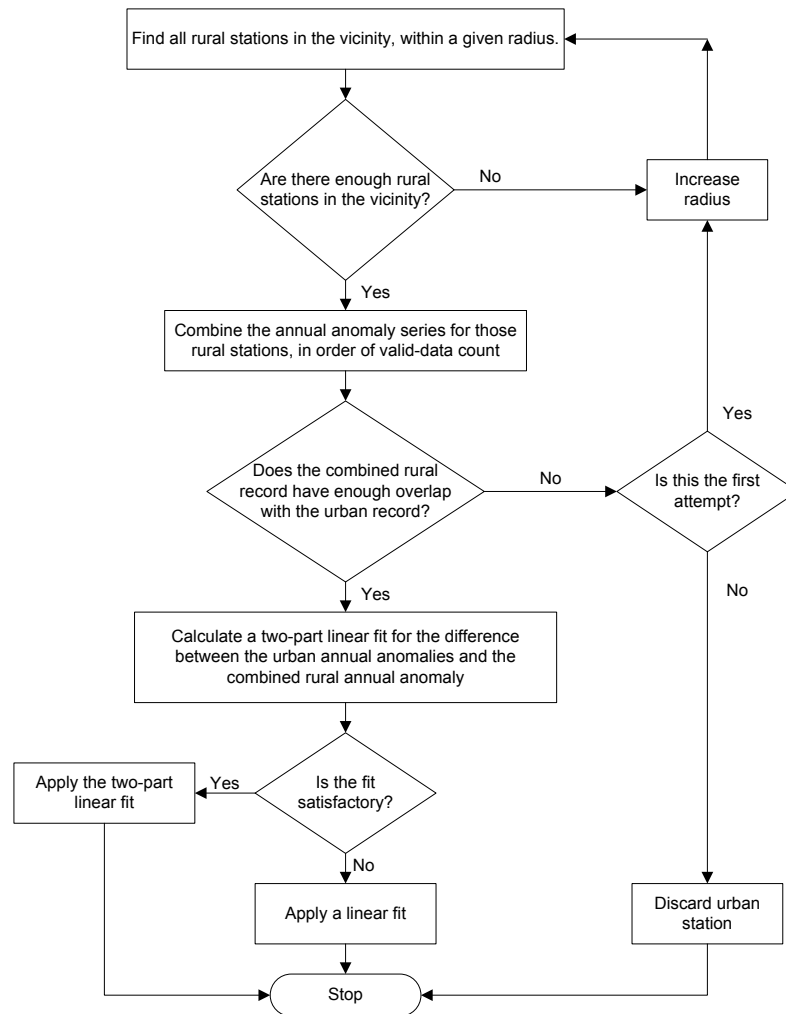 Find all rural stations in the vicinity, within a given radius.
Are there enough rural
stations in the vicinity?
No
Increase
radius
Yes
Combine the annual anomaly series for those
rural stations, in order of valid-data count
Does the combined rural
record have enough overlap
with the urban record?
No
Is this the first
attempt?
Yes
No
Yes
Calculate a two-part linear fit for the difference
between the urban annual anomalies and the
combined rural annual anomaly
Is the fit
satisfactory?
Yes
Apply the two-part
linear fit
No
Apply a linear fit
Discard urban
station
Stop